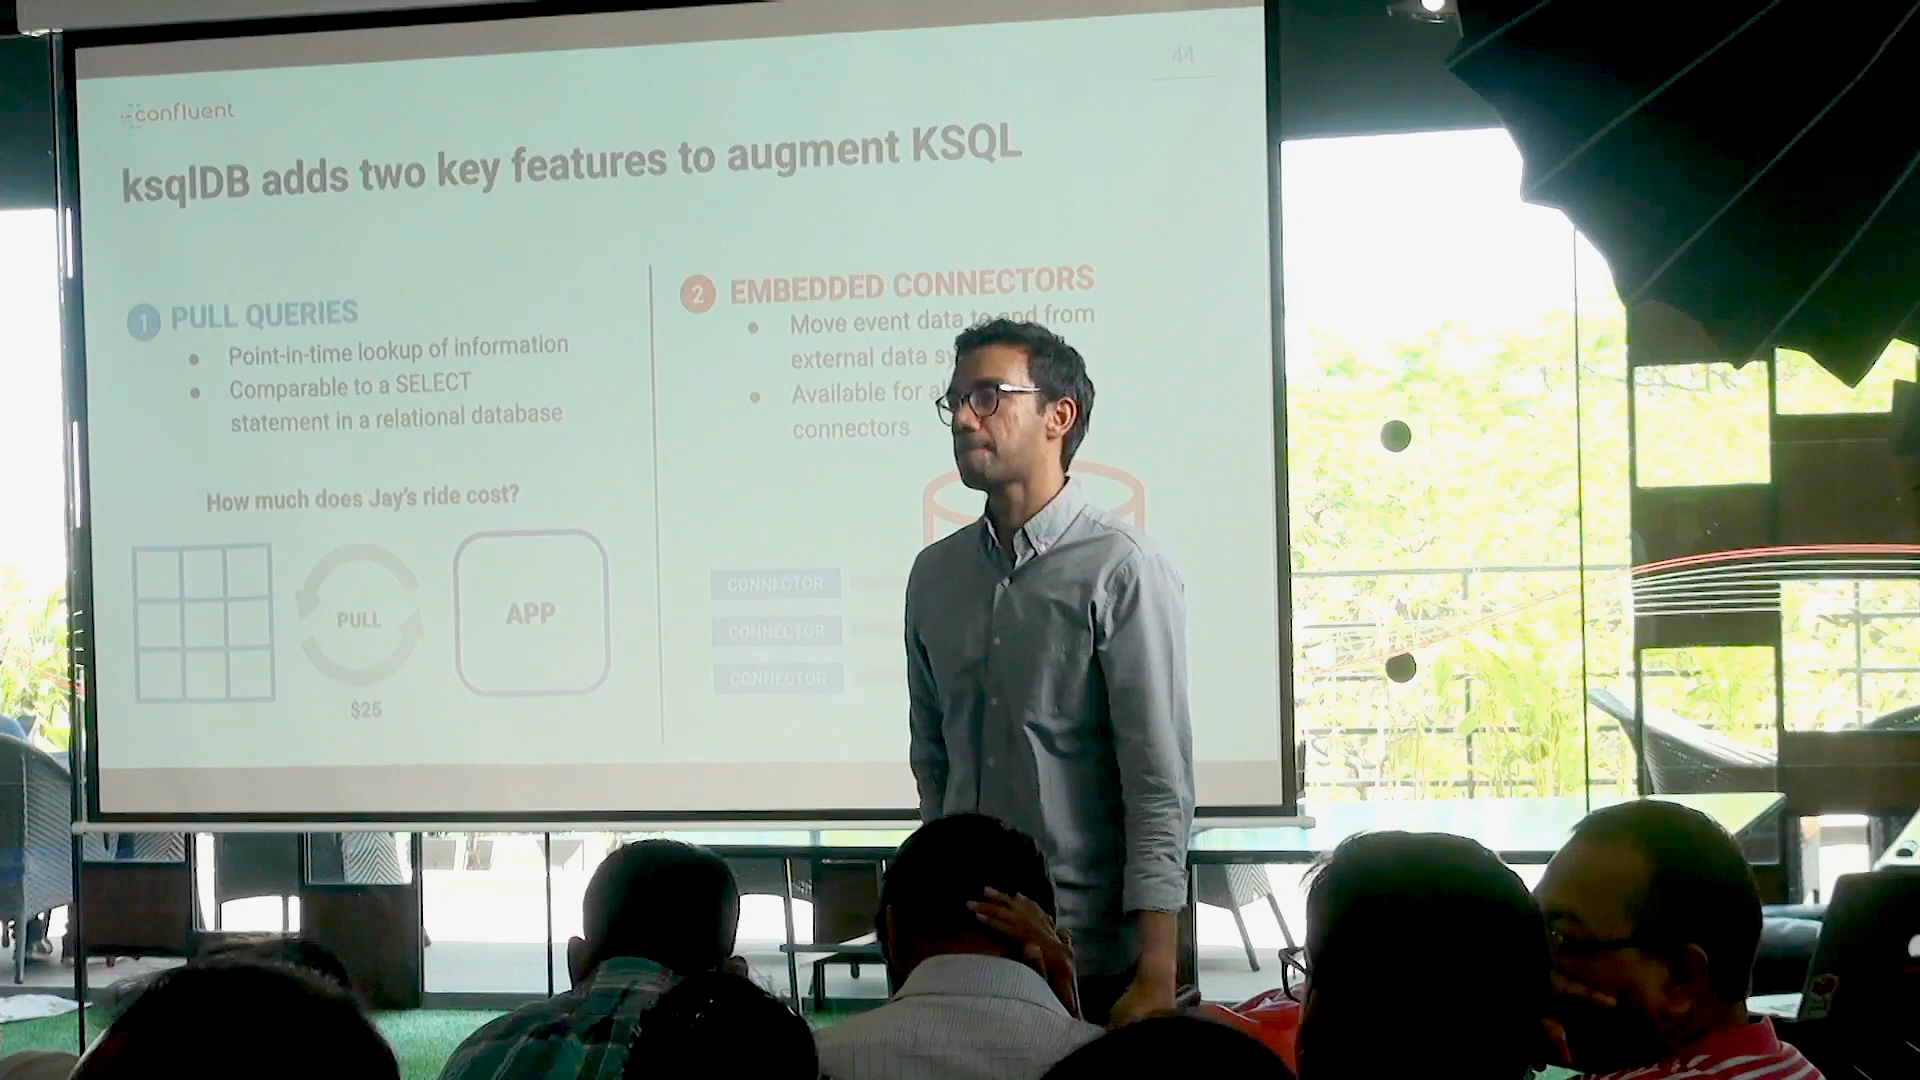 44
confluent
ksqlDB adds two key features to augment KSQL
1 PULL QUERIES
Point-in-time lookup of information
Comparable to a SELECT
statement in a relational database
How much does Jay's ride cost?
PULL
APP
$25
2 EMBEDDED CONNECTORS
Move event data to and from
external data
Available for
connectors
CONNECTOR
CONNECTOR
CONNECTOR